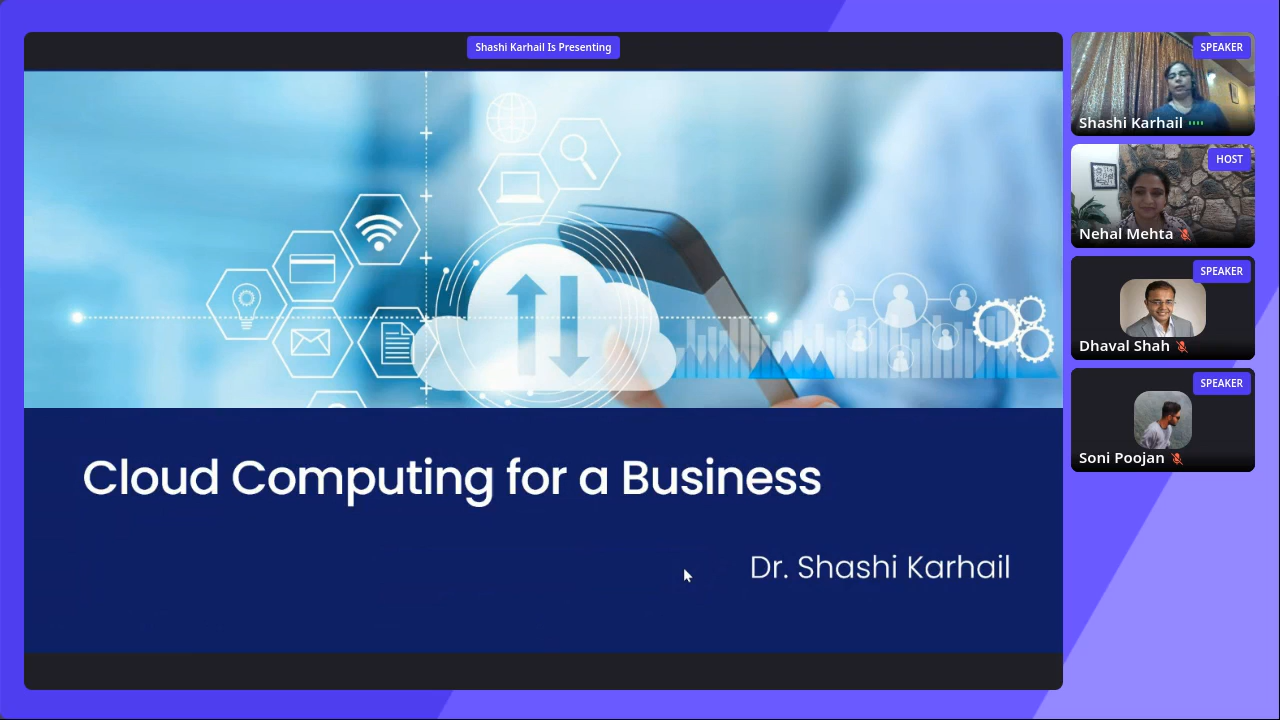 Shashi Karhail Is Presenting
Cloud Computing for a Business
Dr. Shashi Karhail
SPEAKER
Shashi Karhail
HOST
Nehal Mehta
SPEAKER
Dhaval Shah
SPEAKER
Soni Poojan